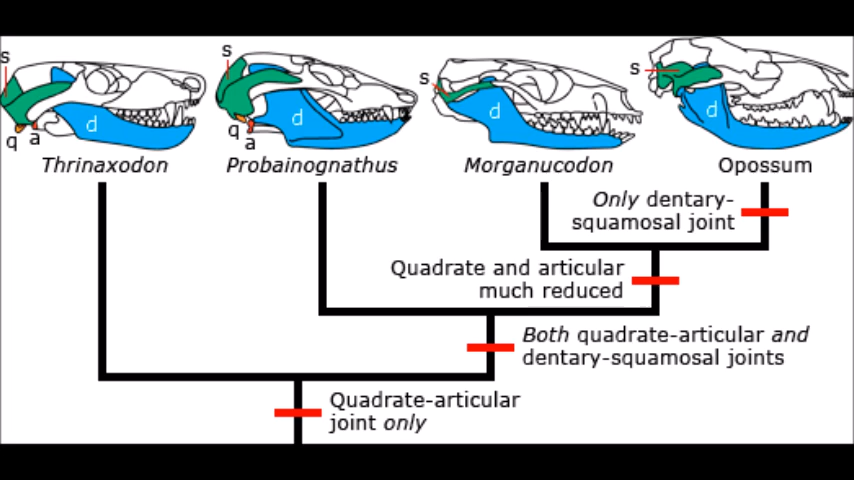 s
s
s
s
d
d
d
d
q
a
q
a
Thrinaxodon
Probainognathus
Morganucodon
Opossum
Only dentary-
squamosal joint
Quadrate and articular
much reduced
Both quadrate-articular and
dentary-squamosal joints
Quadrate-articular
joint only